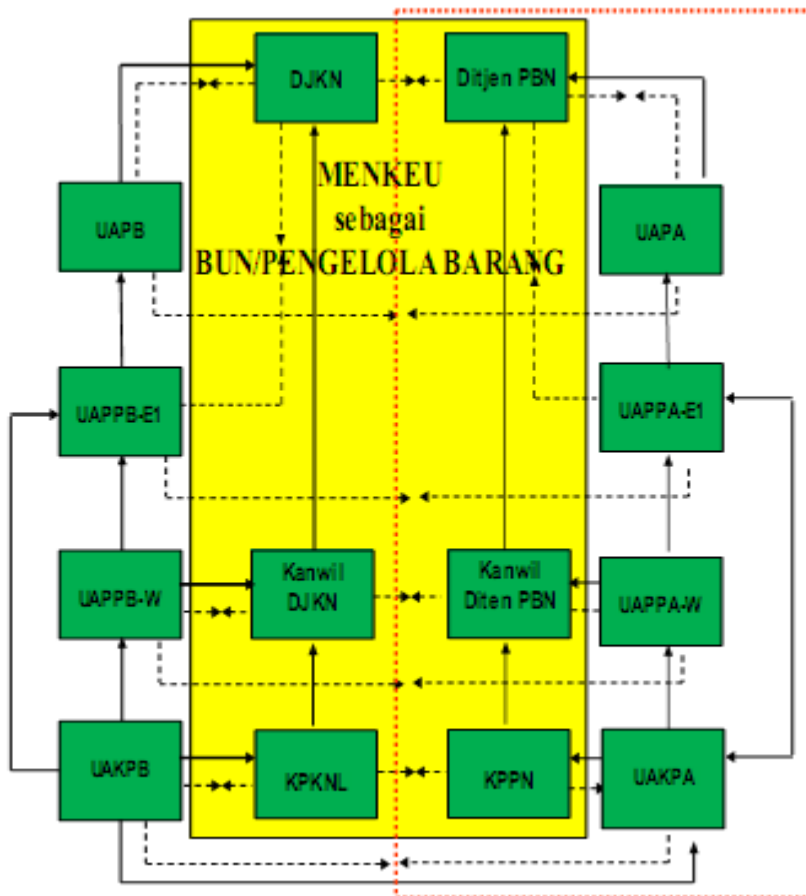 DJKN
Ditjen PBN
MENKEU
sebagai
BUN/PENGELOLA BARANG
UAPB
UAPA
UAPPB-E1
UAPPA-E1
UAPPB-W
Kanwil
DJKN
Kanwil
Diten PBN
UAPPA-W
UAKPB
KPKNL
KPPN
UAKPA